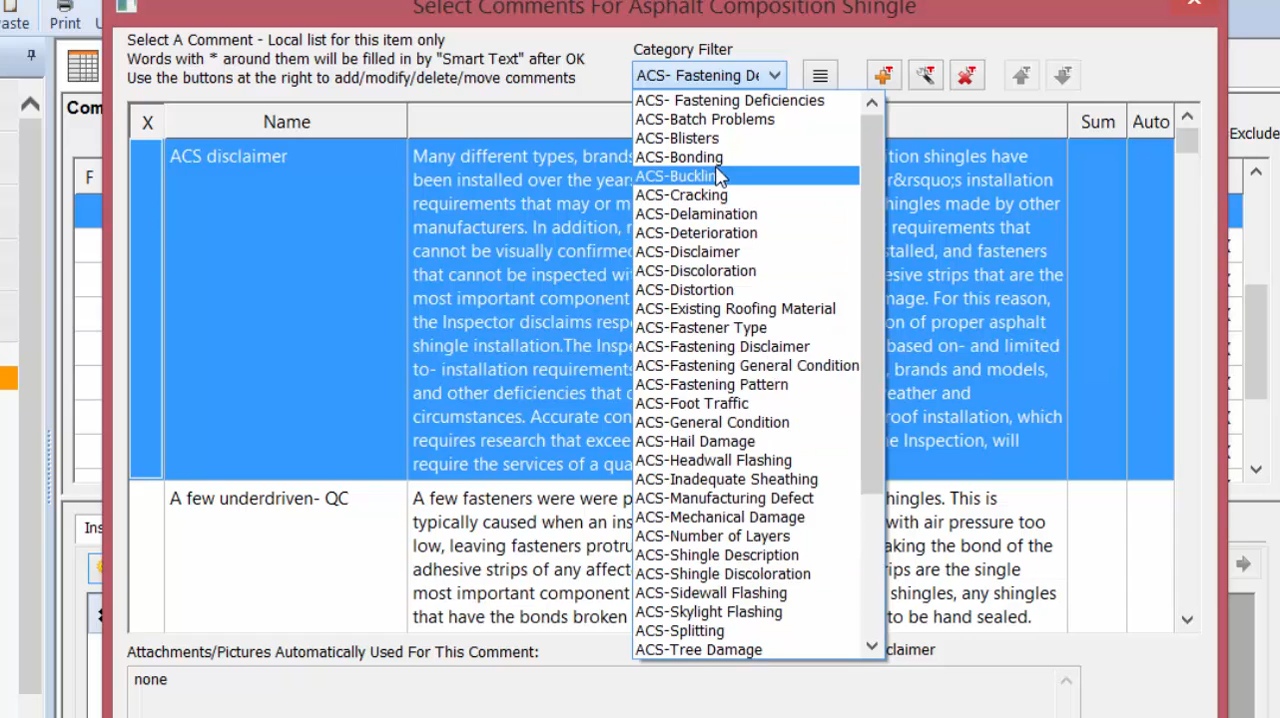 Select Comments For Asphalt Composition Shingle
Print
Select A Comment - Local list for this item only
Words with * around them will be filled in by "Smart Text" after OK
Use the buttons at the right to add/modify/delete/move comments
Category Filter
ACS- Fastening De
Com
Exclude
F
X
Name
Sum
Auto
ACS- Fastening Deficiencies
ACS-Batch Problems
ACS-Blisters
ACS-Bonding
ACS-Bucklin
ACS-Cracking
ACS-Delamination
ACS-Deterioration
ACS-Disclaimer
ACS-Discoloration
ACS-Distortion
ACS-Existing Roofing Material
ACS-Fastener Type
ACS-Fastening Disclaimer
ACS-Fastening General Condition
ACS-Fastening Pattern
ACS-Foot Traffic
ACS-General Condition
ACS-Hail Damage
ACS-Headwall Flashing
ACS-Inadequate Sheathing
ACS-Manufacturing Defect
ACS-Mechanical Damage
ACS-Number of Layers
ACS-Shingle Description
ACS-Shingle Discoloration
ACS-Sidewall Flashing
ACS-Skylight Flashing
ACS-Splitting
ACS-Tree Damage
ACS disclaimer
Many different types, brands tion shingles have
been installed over the years r&rsquo;s installation
requirements that may or m shingles made by other
manufacturers. In addition, r requirements that
cannot be visually confirmed stalled, and fasteners
that cannot be inspected wi esive strips that are the
most important component mage. For this reason,
the Inspector disclaims resp on of proper asphalt
shingle installation.The Inspe based on- and limited
to- installation requirements , brands and models,
and other deficiencies that c eather and
circumstances. Accurate con oof installation, which
requires research that excee e Inspection, will
require the services of a qua
A few underdriven- QC
A few fasteners were were p hingles. This is
typically caused when an ins with air pressure too
low, leaving fasteners protru aking the bond of the
adhesive strips of any affect rips are the single
most important component shingles, any shingles
that have the bonds broken to be hand sealed.
Ins
Attachments/Pictures Automatically Used For This Comment:
claimer
none